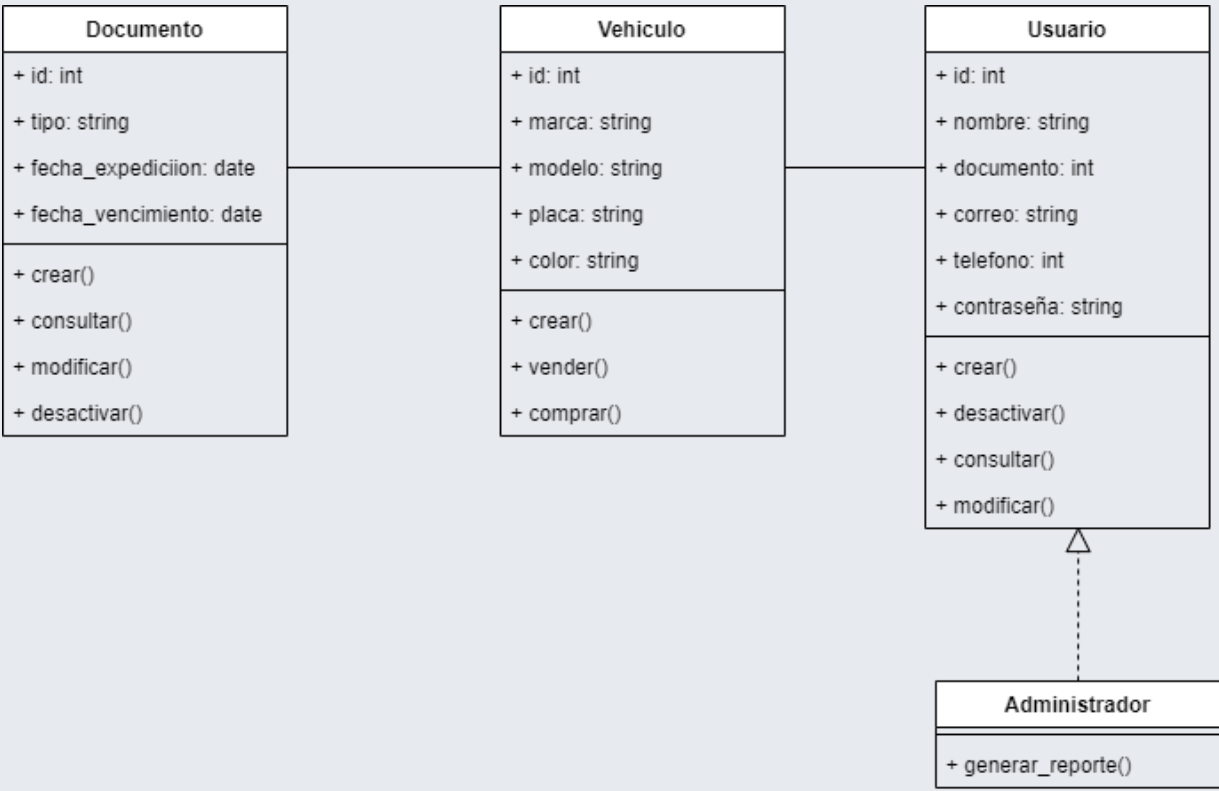 Documento
+ id: int
+ tipo: string
+ fecha_expediciion: date
+ fecha_vencimiento: date
+ crear()
+ consultar()
+ modificar()
+ desactivar()
Vehiculo
+ id: int
+ marca: string
+ modelo: string
+ placa: string
+ color: string
+ crear()
+ vender()
+ comprar()
Usuario
+ id: int
+ nombre: string
+ documento: int
+ correo: string
+ telefono: int
+ contraseña: string
+ crear()
+ desactivar()
+ consultar()
+ modificar()
Administrador
+ generar_reporte()